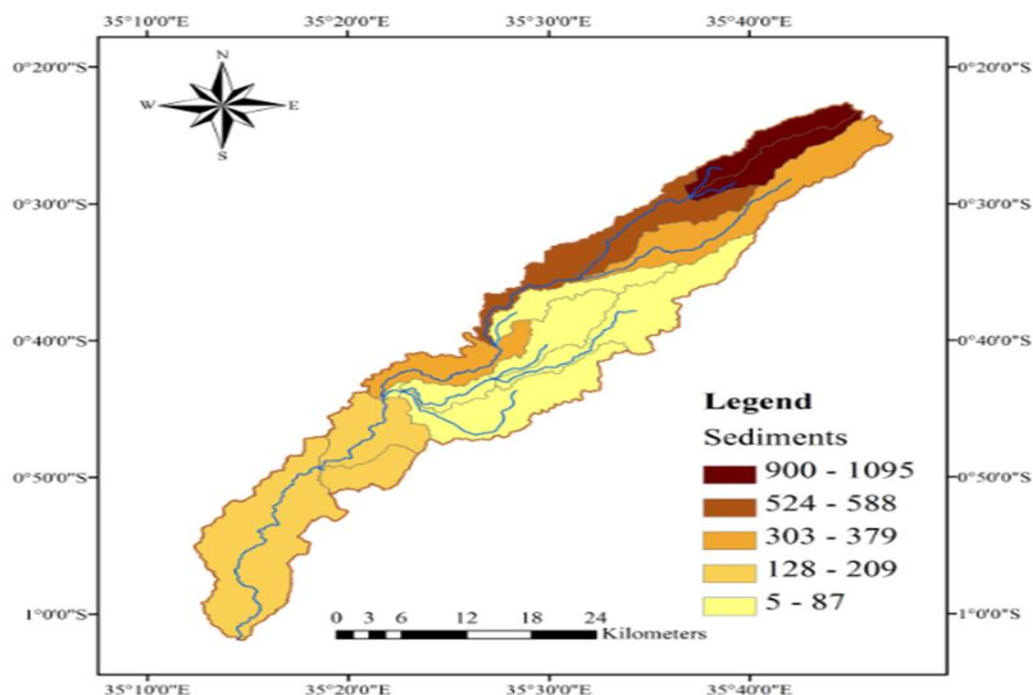 35°10'0"E 35°20'0"E 35°30'0"E 35°40'0"E
N
W E
S
0°20'0"S 0°20'0"S
0°30'0"S 0°30'0"S
0°40'0"S 0°40'0"S
0°50'0"S 0°50'0"S
1°0'0"S 1°0'0"S
Legend
Sediments
900 - 1095
524 - 588
303 - 379
128 - 209
5 - 87
0 3 6 12 18 24
Kilometers
35°10'0"E 35°20'0"E 35°30'0"E 35°40'0"E